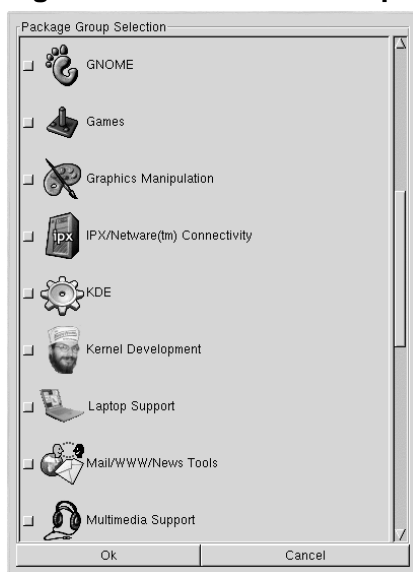 Package Group Selection
GNOME
Games
Graphics Manipulation
ipx
IPX/Netware(tm) Connectivity
KDE
Kernel Development
Laptop Support
Mail/WWW/News Tools
Multimedia Support
Ok
Cancel